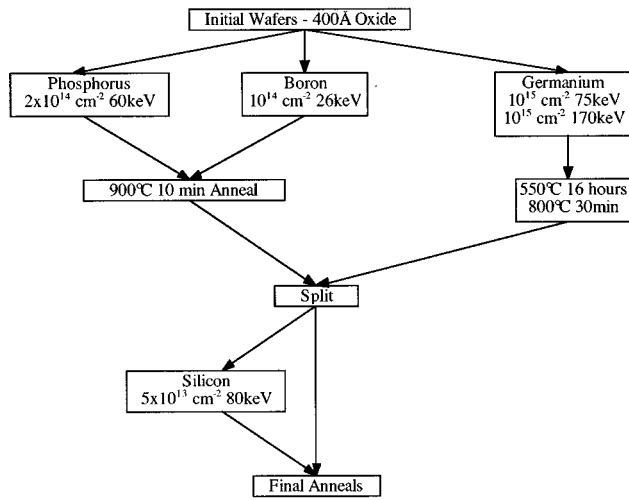 Initial Wafers - 400Å Oxide
Phosphorus
2x10¹⁴ cm⁻² 60keV
Boron
10¹⁴ cm⁻² 26keV
Germanium
10¹⁵ cm⁻² 75keV
10¹⁵ cm⁻² 170keV
900℃ 10 min Anneal
550℃ 16 hours
800℃ 30min
Split
Silicon
5x10¹³ cm⁻² 80keV
Final Anneals